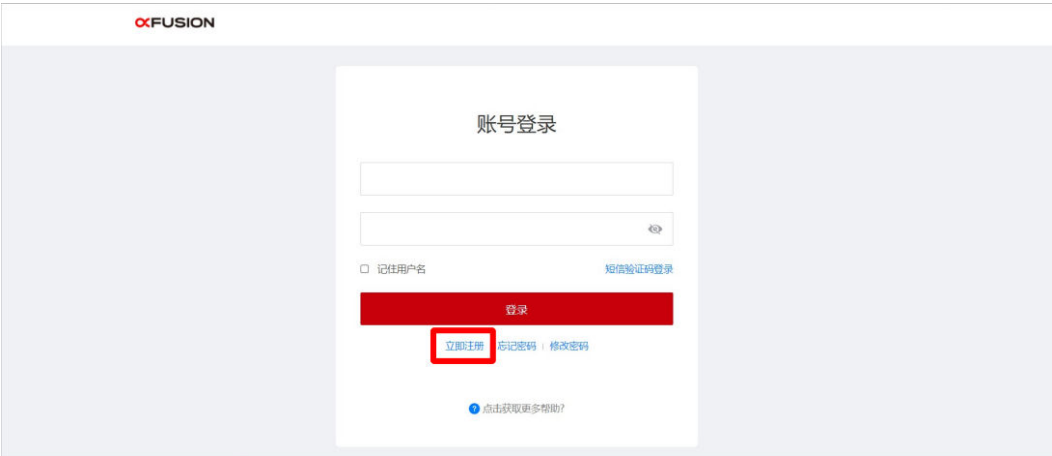 XFUSION
账号登录
记住用户名 短信验证码登录
登录
立即注册 忘记密码 | 修改密码
? 点击获取更多帮助?